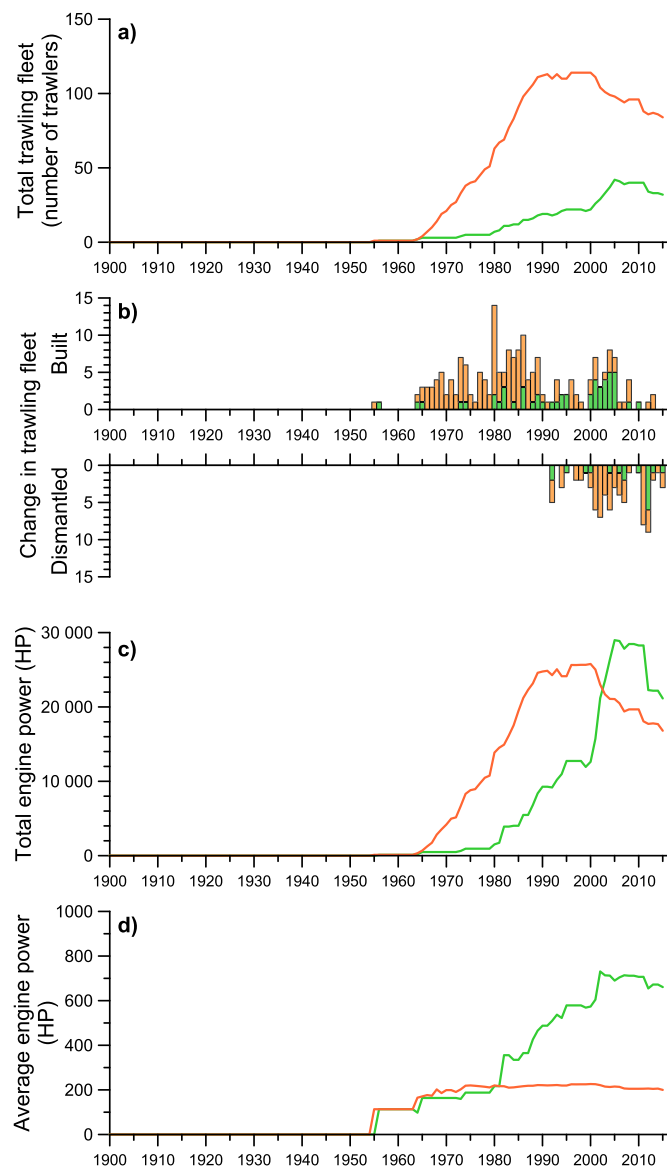 a)
Total trawling fleet
(number of trawlers)
150
100
50
0
1900 1910 1920 1930 1940 1950 1960 1970 1980 1990 2000 2010
b)
Change in trawling fleet
Built
15
10
5
0
1900 1910 1920 1930 1940 1950 1960 1970 1980 1990 2000 2010
Dismantled
0
5
10
15
c)
Total engine power (HP)
30 000
20 000
10 000
0
1900 1910 1920 1930 1940 1950 1960 1970 1980 1990 2000 2010
d)
Average engine power
(HP)
1000
800
600
400
200
0
1900 1910 1920 1930 1940 1950 1960 1970 1980 1990 2000 2010